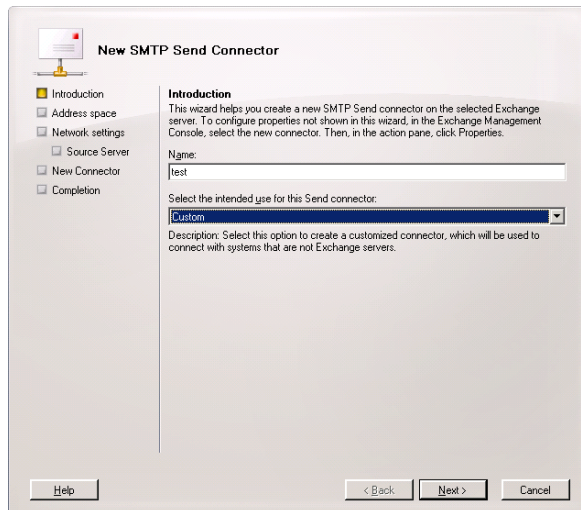 New SMTP Send Connector
Introduction
Address space
Network settings
Source Server
New Connector
Completion
Introduction
This wizard helps you create a new SMTP Send connector on the selected Exchange
server. To configure properties not shown in this wizard, in the Exchange Management
Console, select the new connector. Then, in the action pane, click Properties.
Name:
test
Select the intended use for this Send connector:
Custom
Description: Select this option to create a customized connector, which will be used to
connect with systems that are not Exchange servers.
Help
< Back
Next >
Cancel